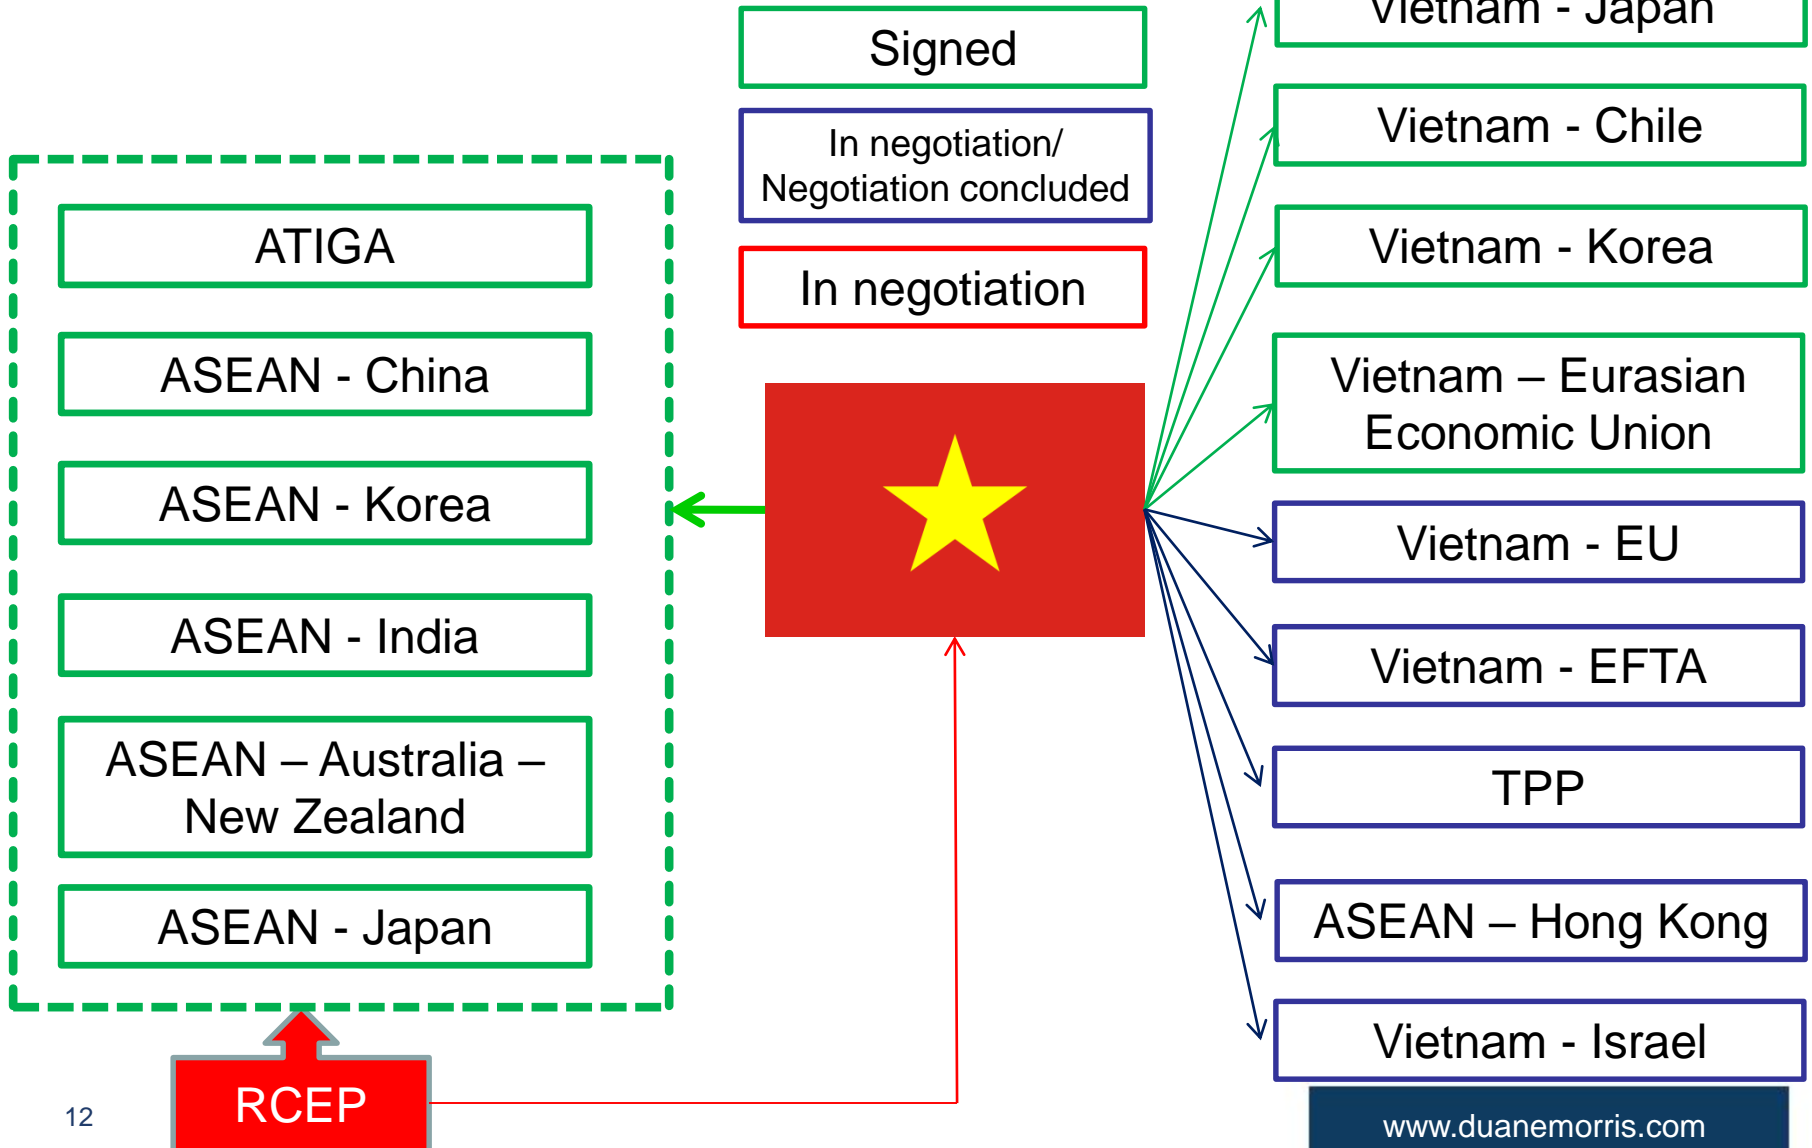 Vietnam - Japan
Signed
Vietnam - Chile
In negotiation/
Negotiation concluded
Vietnam - Korea
In negotiation
ATIGA
ASEAN - China
ASEAN - Korea
ASEAN - India
ASEAN – Australia –
New Zealand
ASEAN - Japan
Vietnam – Eurasian
Economic Union
Vietnam - EU
Vietnam - EFTA
TPP
ASEAN – Hong Kong
Vietnam - Israel
RCEP
12
www.duanemorris.com